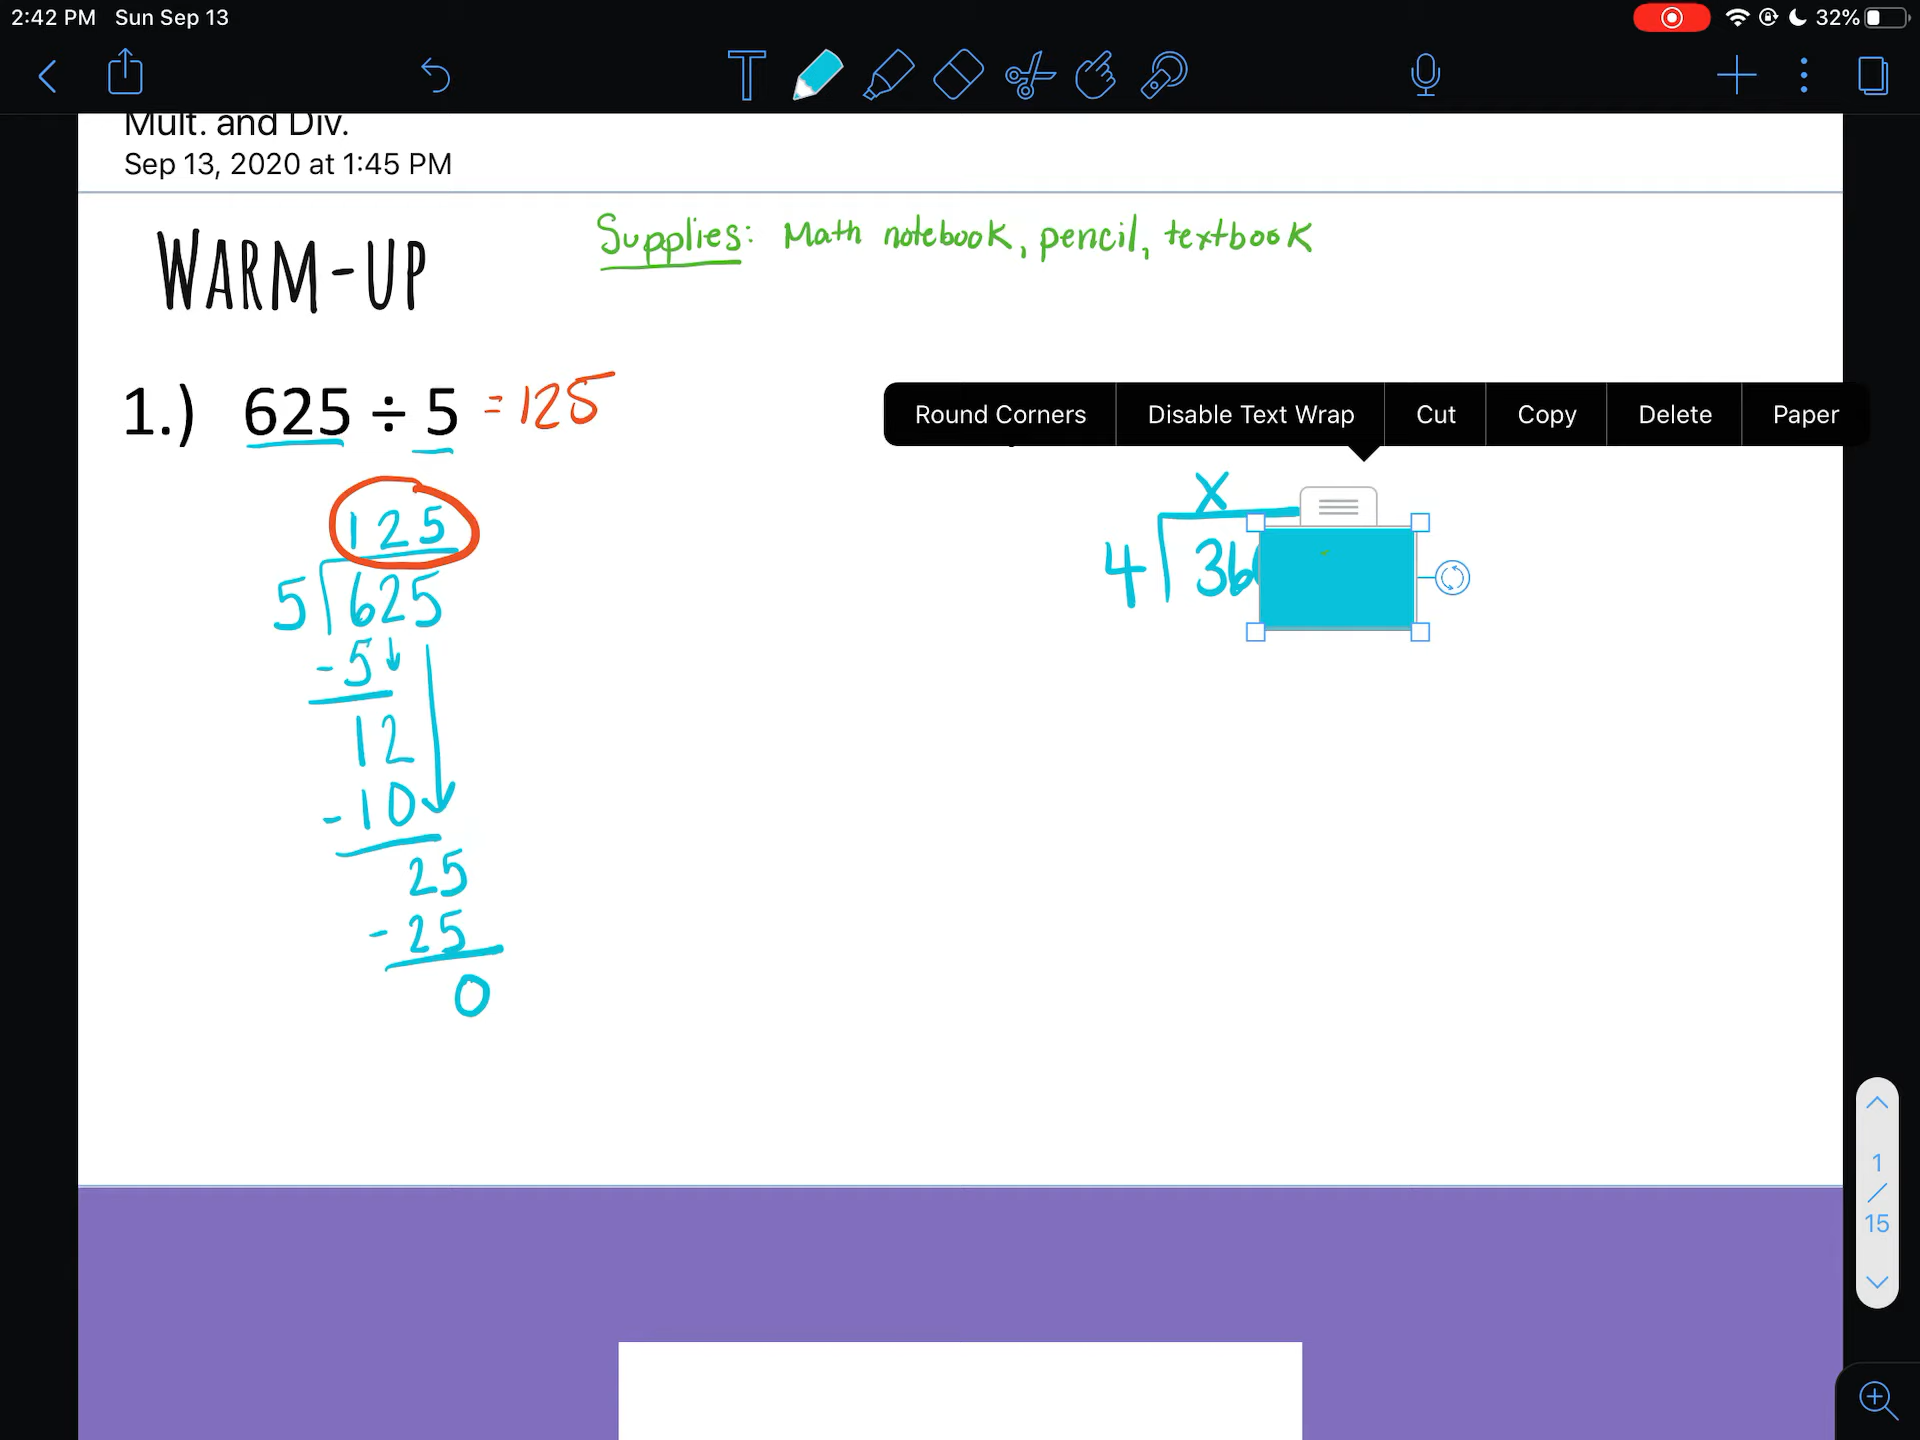 2:42 PM Sun Sep 13
32%
T
Mult. and Div.
Sep 13, 2020 at 1:45 PM
WARM-UP
Supplies: Math notebook, pencil, textbook
1.) 625 ÷ 5 = 125
Round Corners Disable Text Wrap Cut Copy Delete Paper
125
5 625
-5
12
-10
25
-25
0
X
4 36
1
/
15